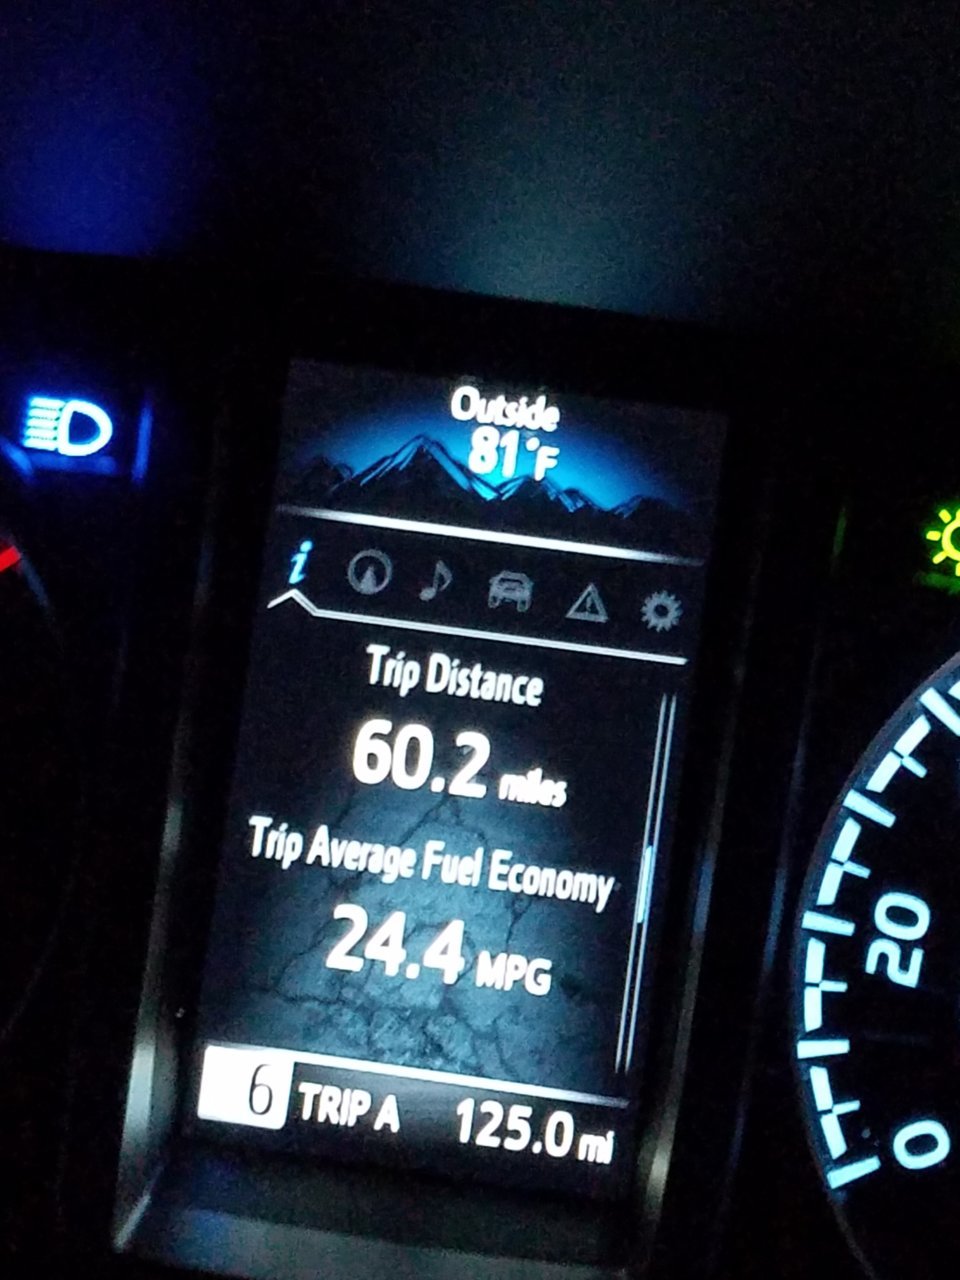 Outside
81°F
i
Trip Distance
60.2 miles
Trip Average Fuel Economy
24.4 MPG
6 TRIP A 125.0 mi
20
0